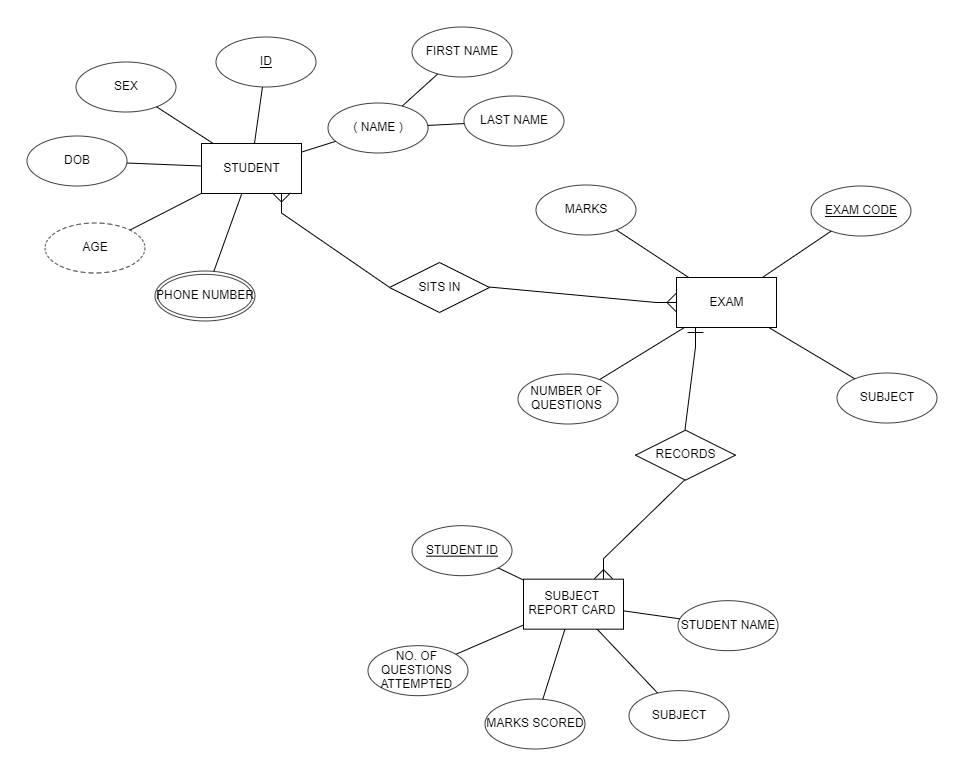 FIRST NAME
ID
SEX
( NAME )
LAST NAME
DOB
STUDENT
AGE
PHONE NUMBER
MARKS
EXAM CODE
SITS IN
EXAM
NUMBER OF
QUESTIONS
SUBJECT
RECORDS
STUDENT ID
SUBJECT
REPORT CARD
STUDENT NAME
NO. OF
QUESTIONS
ATTEMPTED
MARKS SCORED
SUBJECT